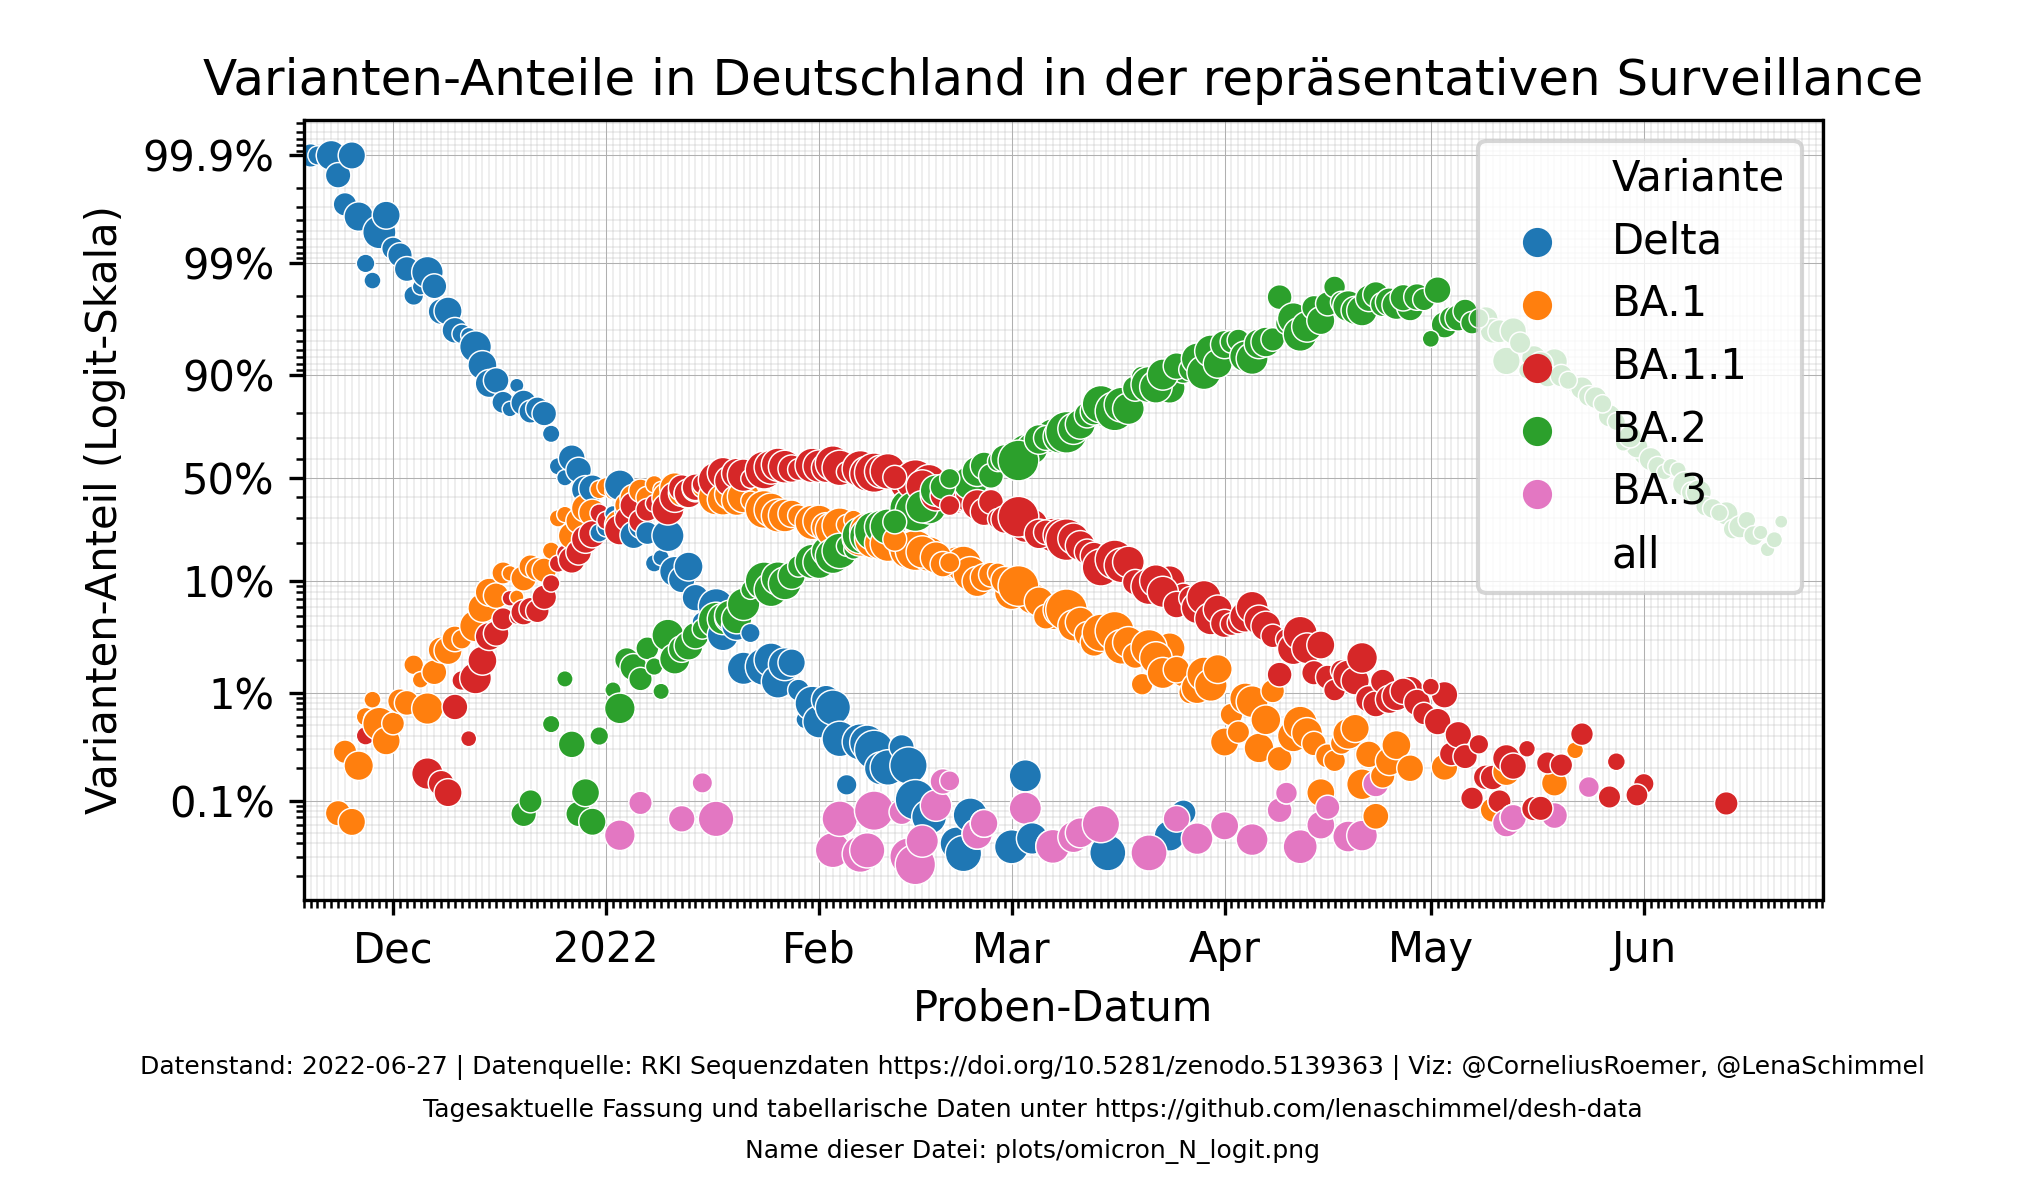 Varianten-Anteile in Deutschland in der repräsentativen Surveillance
Varianten-Anteil (Logit-Skala)
99.9%
99%
90%
50%
10%
1%
0.1%
Variante
Delta
BA.1
BA.1.1
BA.2
BA.3
all
Dec 2022 Feb Mar Apr May Jun
Proben-Datum
Datenstand: 2022-06-27 | Datenquelle: RKI Sequenzdaten https://doi.org/10.5281/zenodo.5139363 | Viz: @CorneliusRoemer, @LenaSchimmel
Tagesaktuelle Fassung und tabellarische Daten unter https://github.com/lenaschimmel/desh-data
Name dieser Datei: plots/omicron_N_logit.png